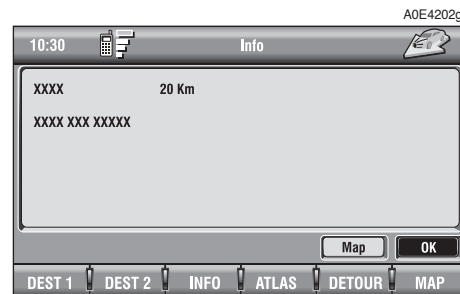 A0E4202g
10:30 Info
XXXX 20 Km
XXXX XXX XXXXX
Map OK
DEST 1 DEST 2 INFO ATLAS DETOUR MAP